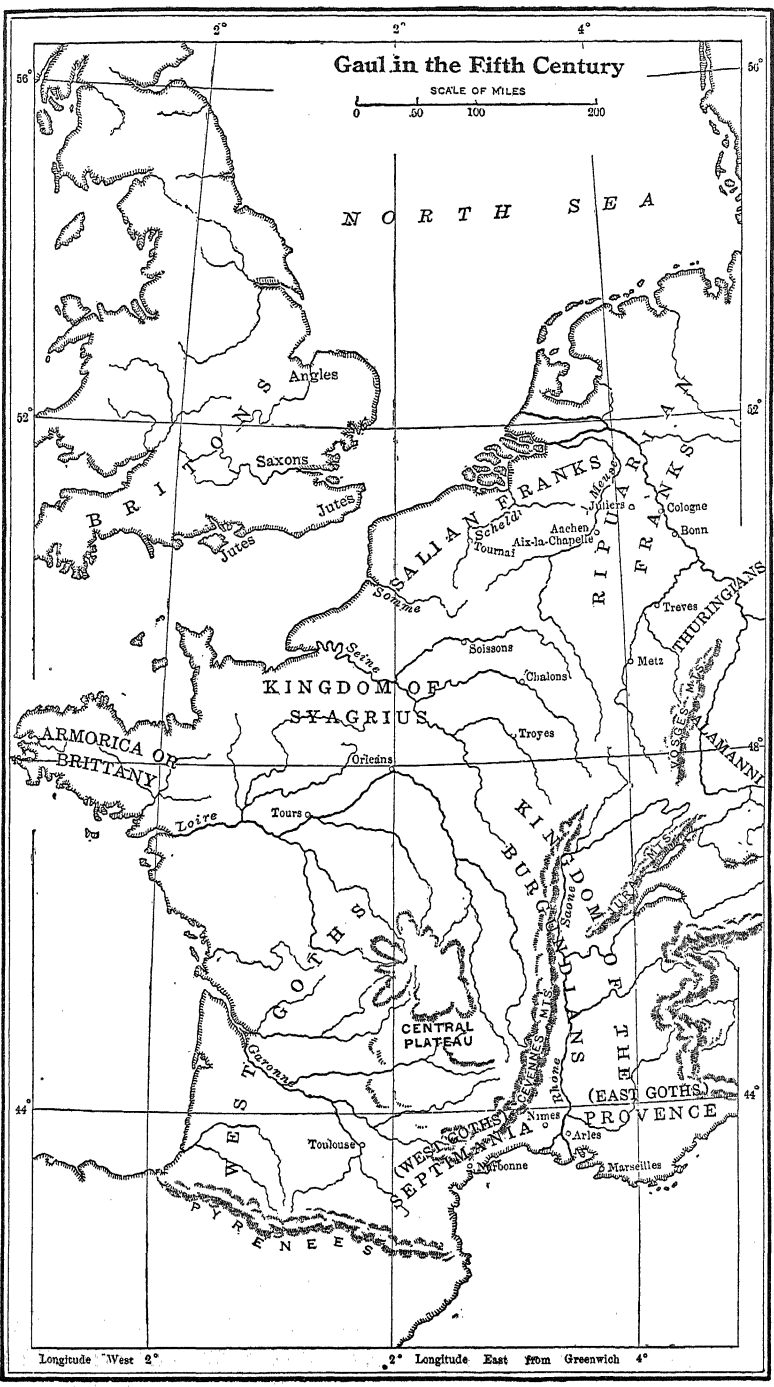 2° 2° 4°
Gaul in the Fifth Century
SCALE OF MILES
0 50 100 200
56° 56°
NORTH SEA
Angles
52° 52°
BRITONS
Saxons
Jutes
Jutes
SALIAN FRANKS
RIPUARIAN FRANKS
Meuse
Juliers
Cologne
Scheldt
Aachen
Aix-la-Chapelle
Bonn
Tournai
Somme
Treves
THURINGIANS
Seine
Soissons
Metz
Chalons
KINGDOM OF
SYAGRIUS
VOSGES MTS.
Troyes
ALAMANNI
ARMORICA OR
BRITTANY
48°
Orleans
Loire
Tours
KINGDOM OF THE
BURGUNDIANS
JURA MTS.
Saone
WEST GOTHS
CENTRAL
PLATEAU
CEVENNES MTS.
Garonne
Rhone
44° 44°
(EAST GOTHS)
PROVENCE
(WEST GOTHS)
SEPTIMANIA
Nimes
Arles
Toulouse
Narbonne
Marseilles
PYRENEES
Longitude West 2° 2° Longitude East from Greenwich 4°